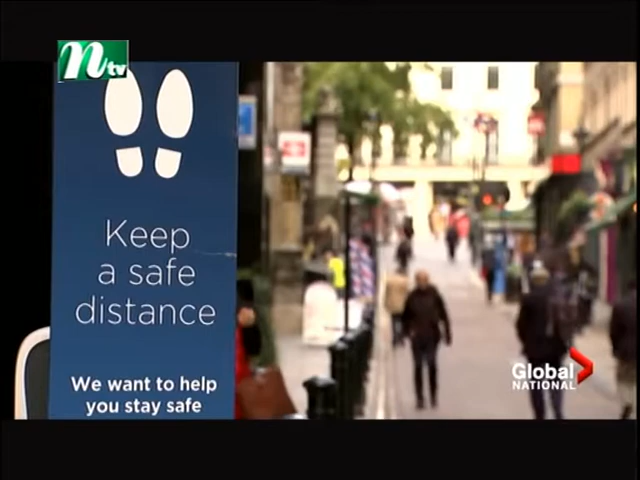 ntv
Keep
a safe
distance
We want to help
you stay safe
Global
NATIONAL